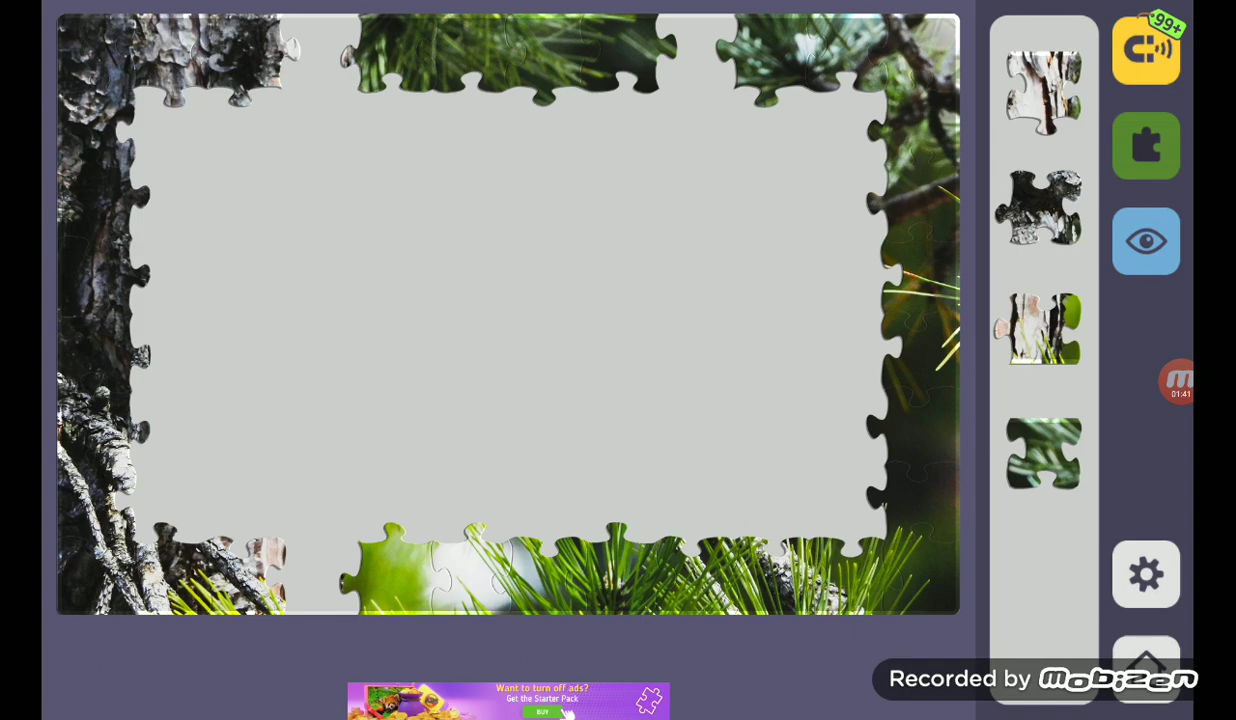 99+
01:41
Want to turn off ads?
Get the Starter Pack
BUY
Recorded by mobizen